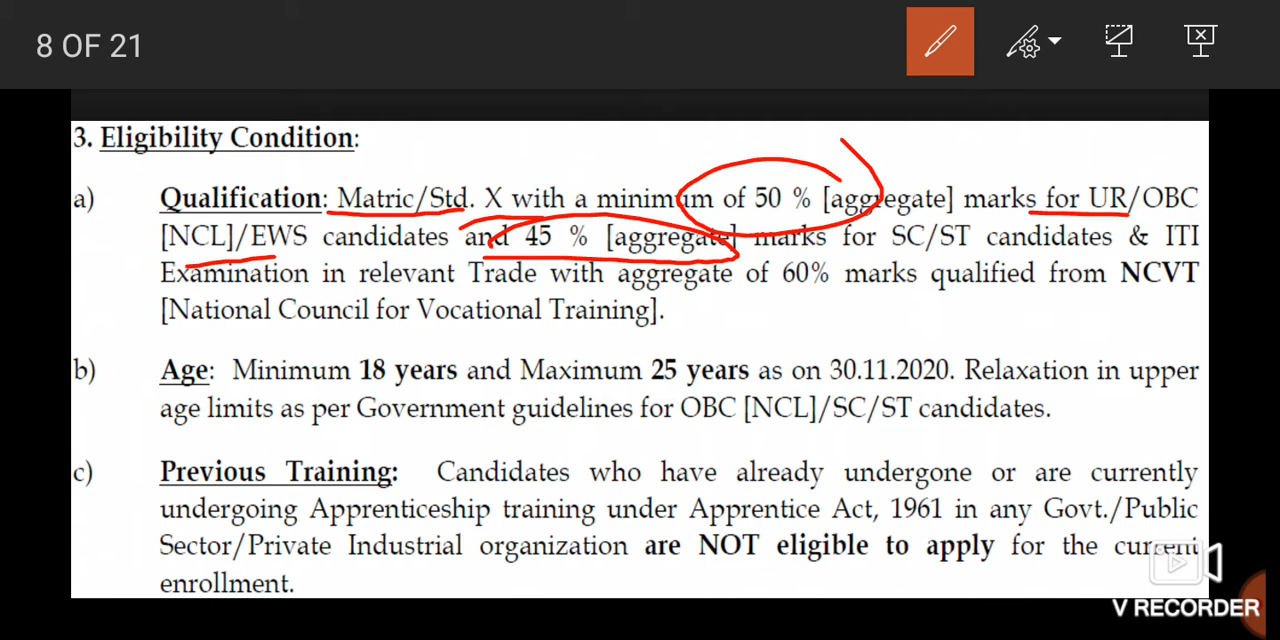 8 OF 21
3. Eligibility Condition:
a) Qualification: Matric/Std. X with a minimum of 50 % [aggregate] marks for UR/OBC
[NCL]/EWS candidates and 45 % [aggregate] marks for SC/ST candidates & ITI
Examination in relevant Trade with aggregate of 60% marks qualified from NCVT
[National Council for Vocational Training].
b) Age: Minimum 18 years and Maximum 25 years as on 30.11.2020. Relaxation in upper
age limits as per Government guidelines for OBC [NCL]/SC/ST candidates.
c) Previous Training: Candidates who have already undergone or are currently
undergoing Apprenticeship training under Apprentice Act, 1961 in any Govt./Public
Sector/Private Industrial organization are NOT eligible to apply for the current
enrollment.
V RECORDER